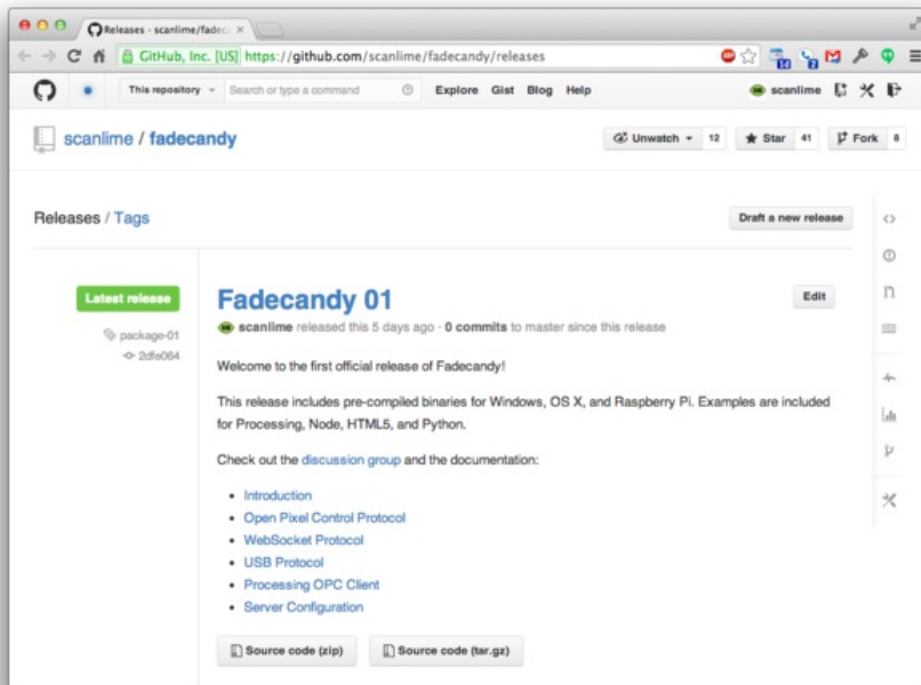 Releases - scanlime/fadec
GitHub, Inc. [US] https://github.com/scanlime/fadecandy/releases
14
2
This repository Search or type a command Explore Gist Blog Help scanlime
scanlime / fadecandy
Unwatch 12 Star 41 Fork 8
Releases / Tags
Draft a new release
Latest release
package-01
2dfe064
Fadecandy 01
Edit
scanlime released this 5 days ago · 0 commits to master since this release
Welcome to the first official release of Fadecandy!
This release includes pre-compiled binaries for Windows, OS X, and Raspberry Pi. Examples are included
for Processing, Node, HTML5, and Python.
Check out the discussion group and the documentation:
• Introduction
• Open Pixel Control Protocol
• WebSocket Protocol
• USB Protocol
• Processing OPC Client
• Server Configuration
Source code (zip) Source code (tar.gz)